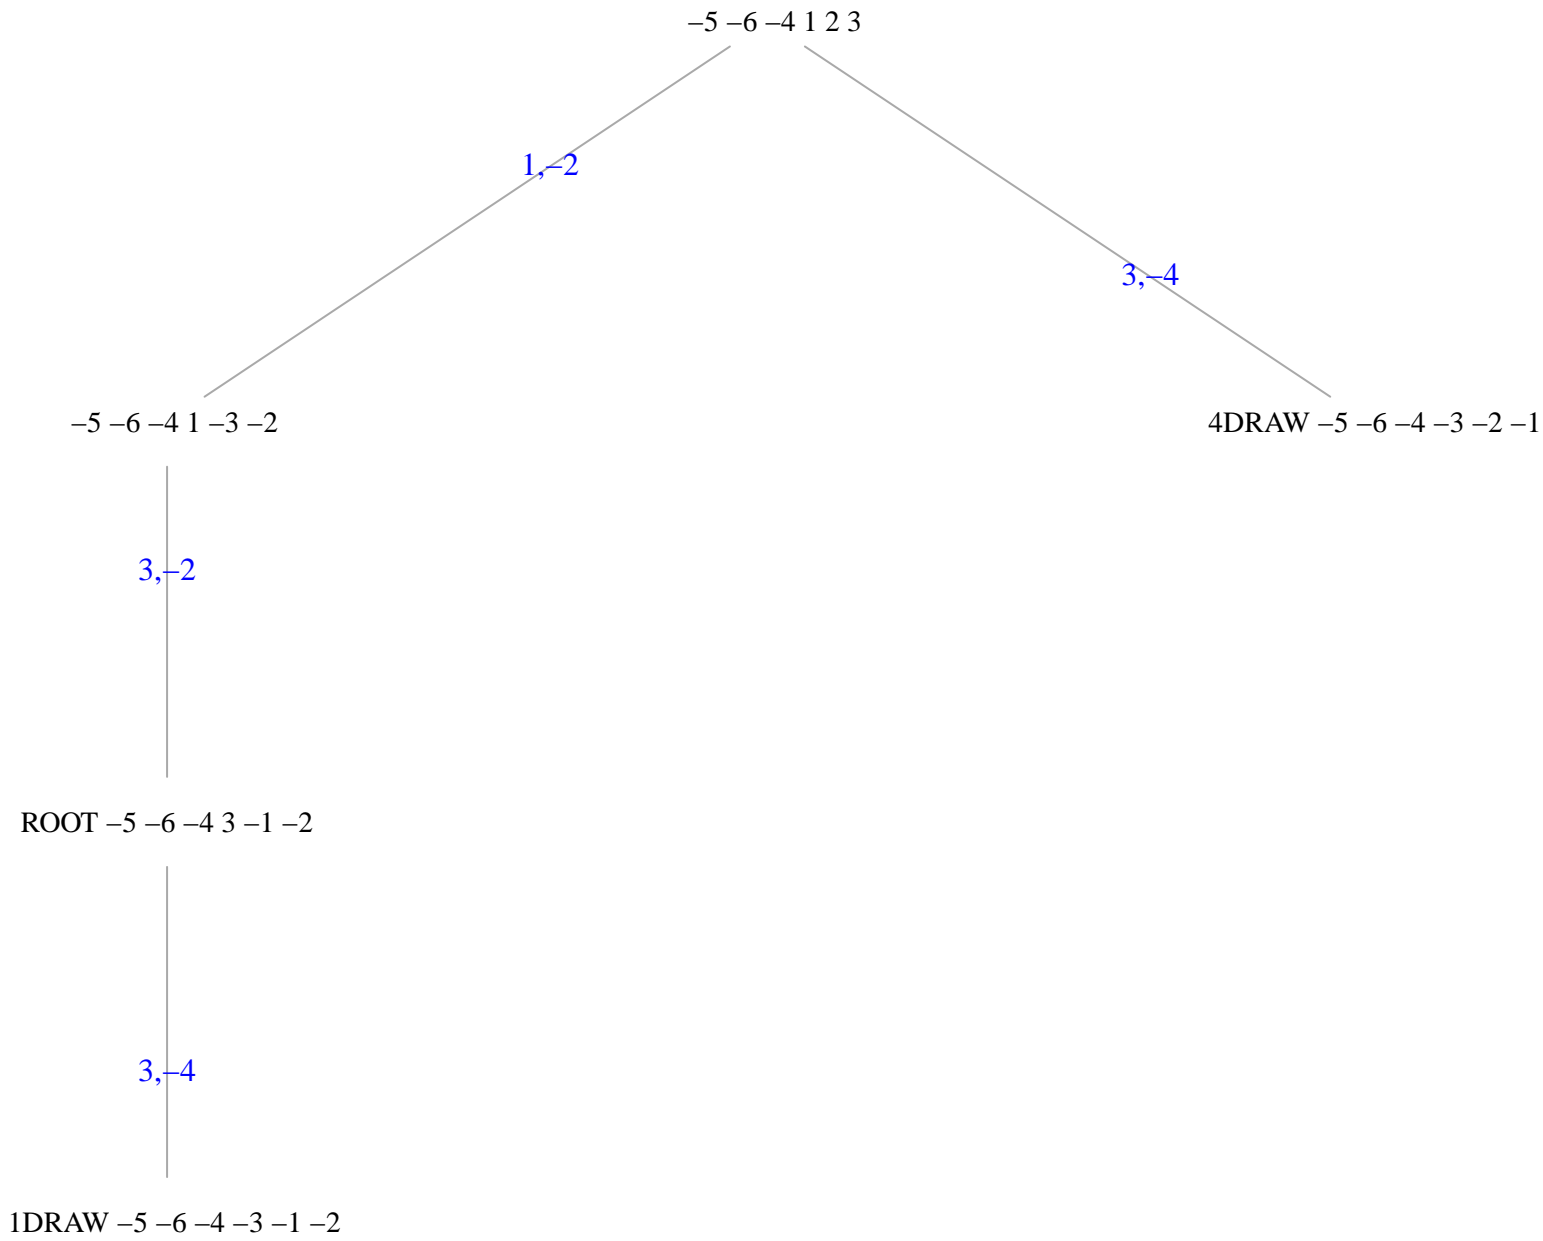 –5 –6 –4 1 2 3
1,–2
3,–4
–5 –6 –4 1 –3 –2
4DRAW –5 –6 –4 –3 –2 –1
3,–2
ROOT –5 –6 –4 3 –1 –2
3,–4
1DRAW –5 –6 –4 –3 –1 –2